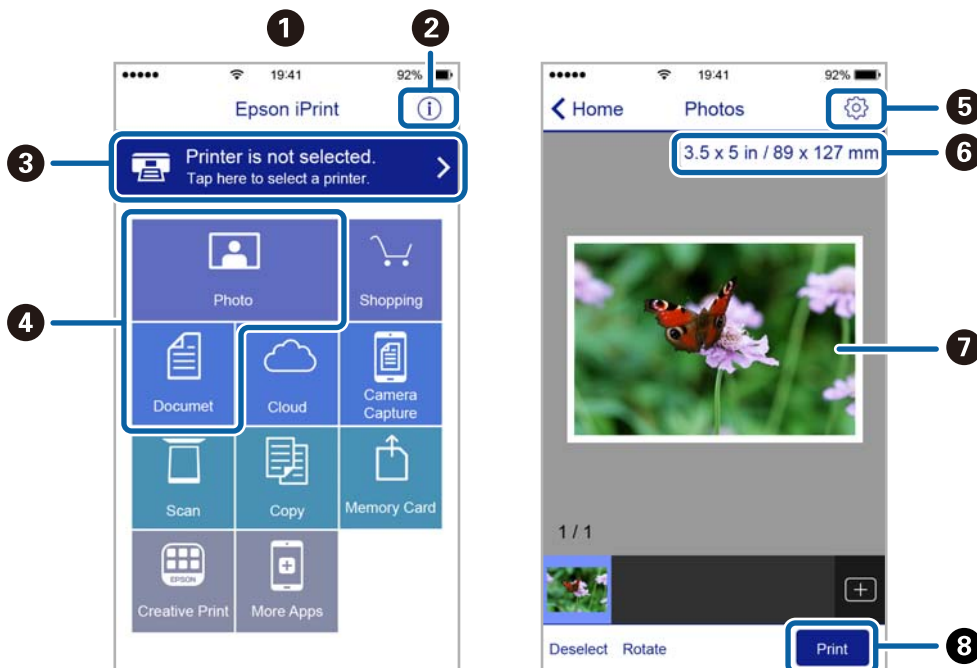 1
2
19:41
92%
Epson iPrint
3
Printer is not selected.
Tap here to select a printer.
4
Photo
Shopping
Documet
Cloud
Camera
Capture
Scan
Copy
Memory Card
EPSON
Creative Print
More Apps
19:41
92%
Home
Photos
5
3.5 x 5 in / 89 x 127 mm
6
7
1 / 1
Deselect
Rotate
Print
8